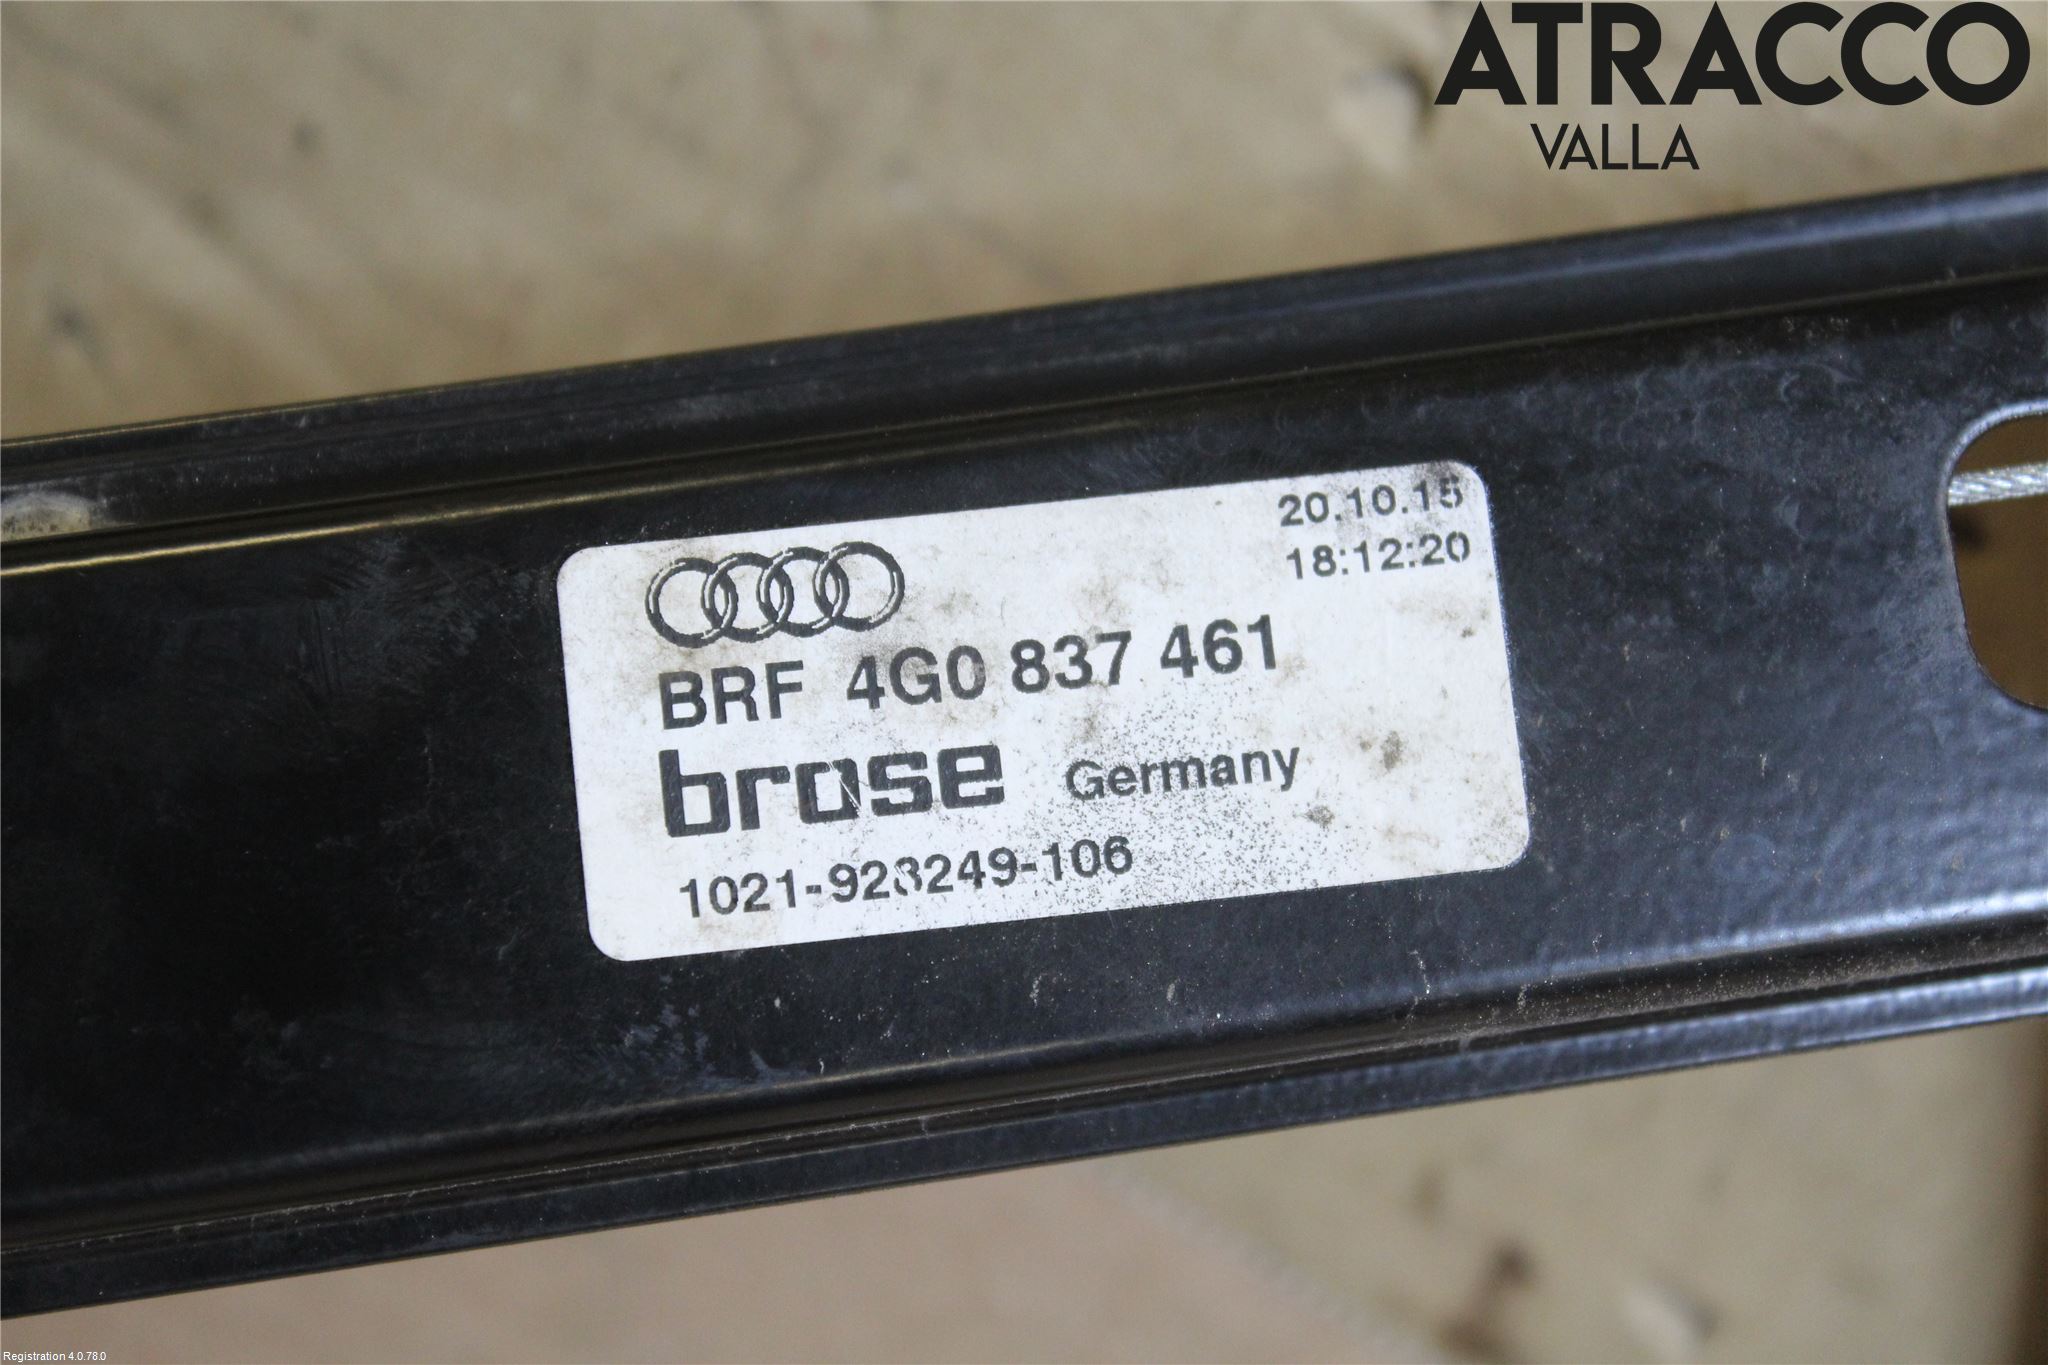 ATRACCO
VALLA
20.10.15
18:12:20
BRF 4G0 837 461
brose Germany
1021-923249-106
Registration 4.0.78.0